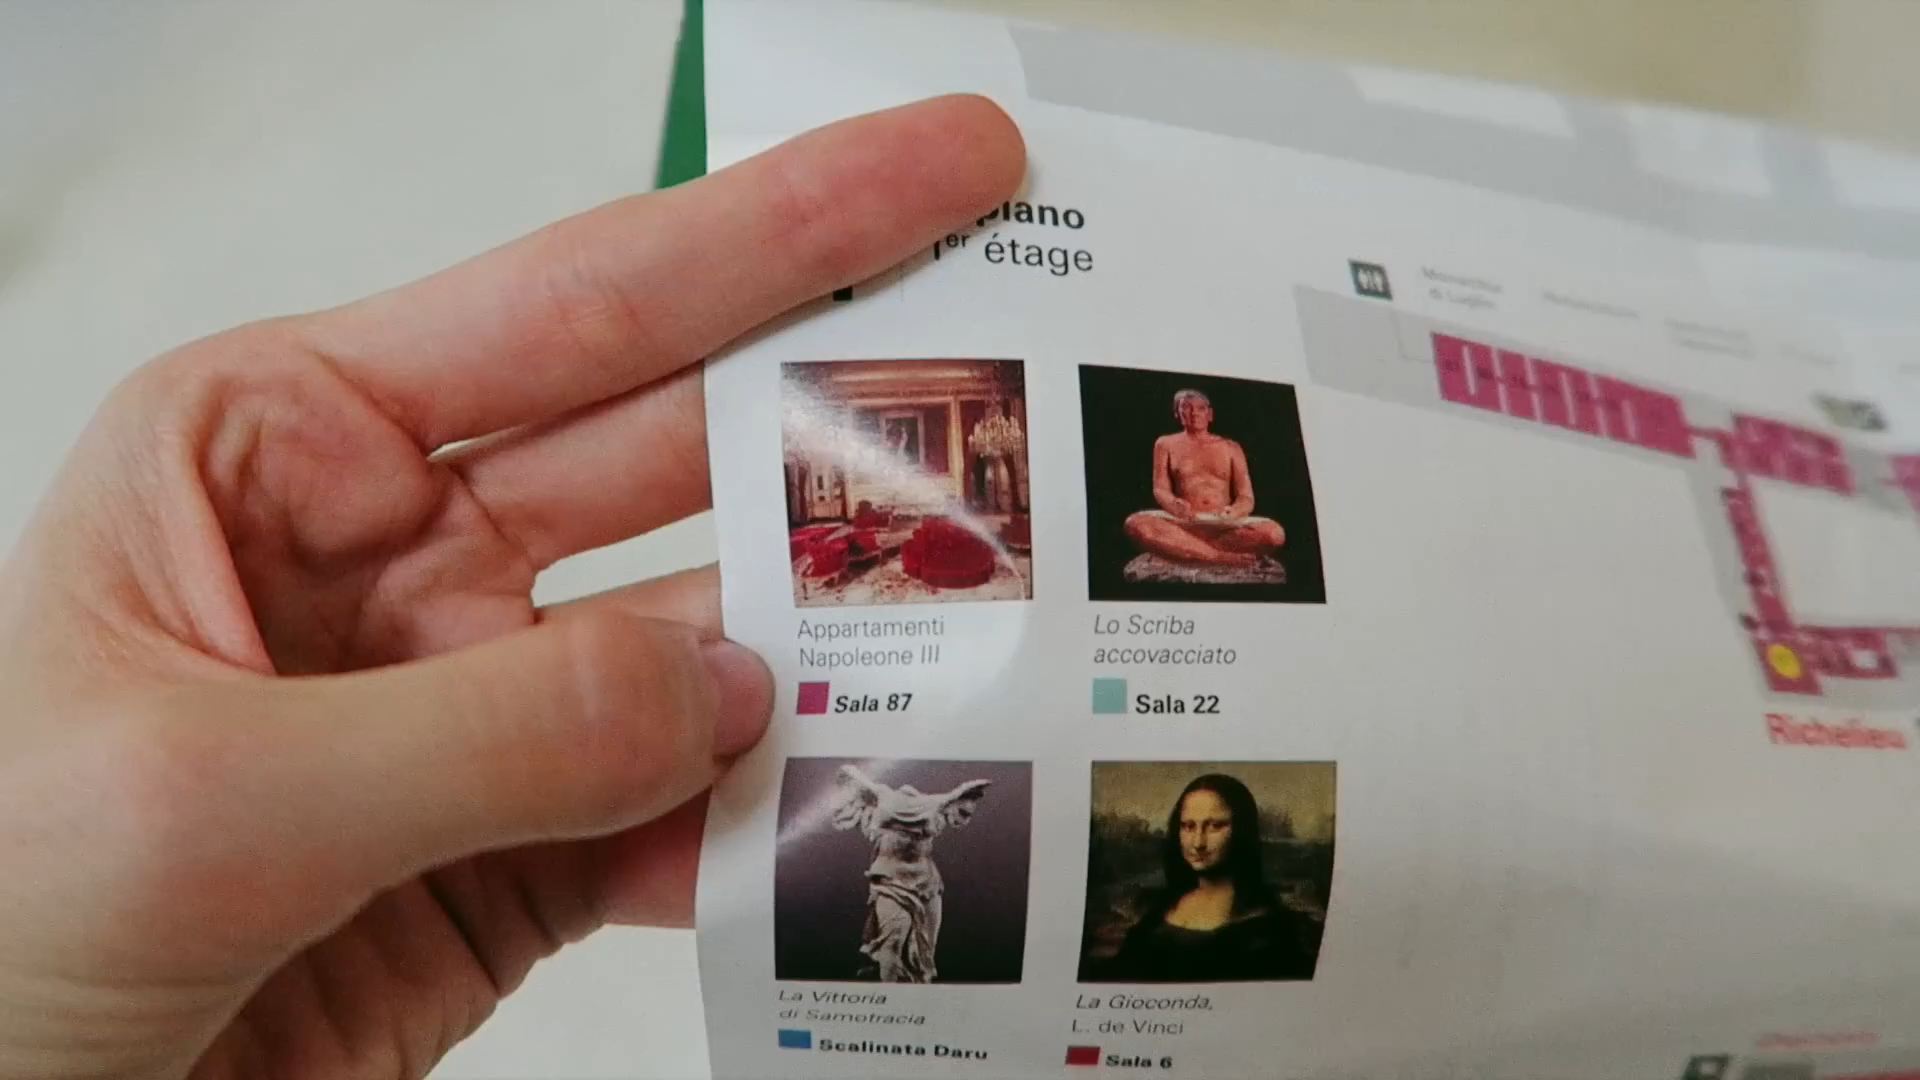 piano
1er étage
Appartamenti
Napoleone III
Sala 87
Lo Scriba
accovacciato
Sala 22
La Vittoria
di Samotracia
Scalinata Daru
La Gioconda,
L. de Vinci
Sala 6
Richelieu